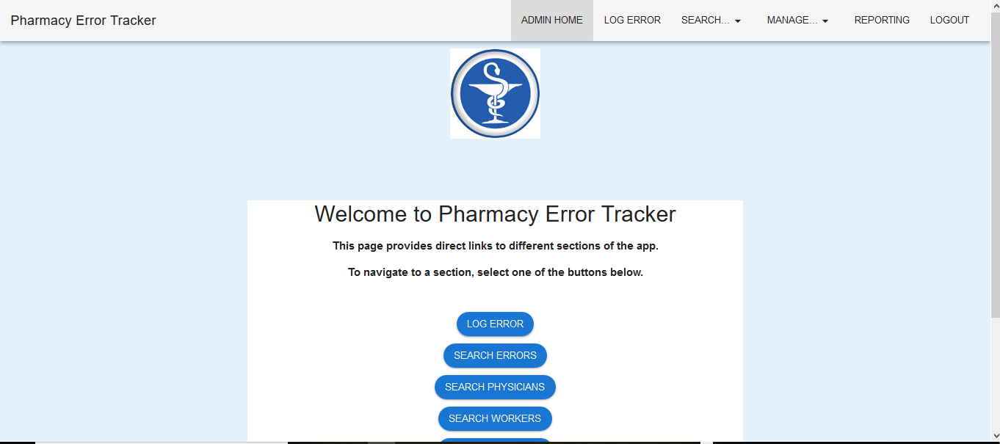 Pharmacy Error Tracker
ADMIN HOME
LOG ERROR
SEARCH...
MANAGE...
REPORTING
LOGOUT
Welcome to Pharmacy Error Tracker
This page provides direct links to different sections of the app.
To navigate to a section, select one of the buttons below.
LOG ERROR
SEARCH ERRORS
SEARCH PHYSICIANS
SEARCH WORKERS